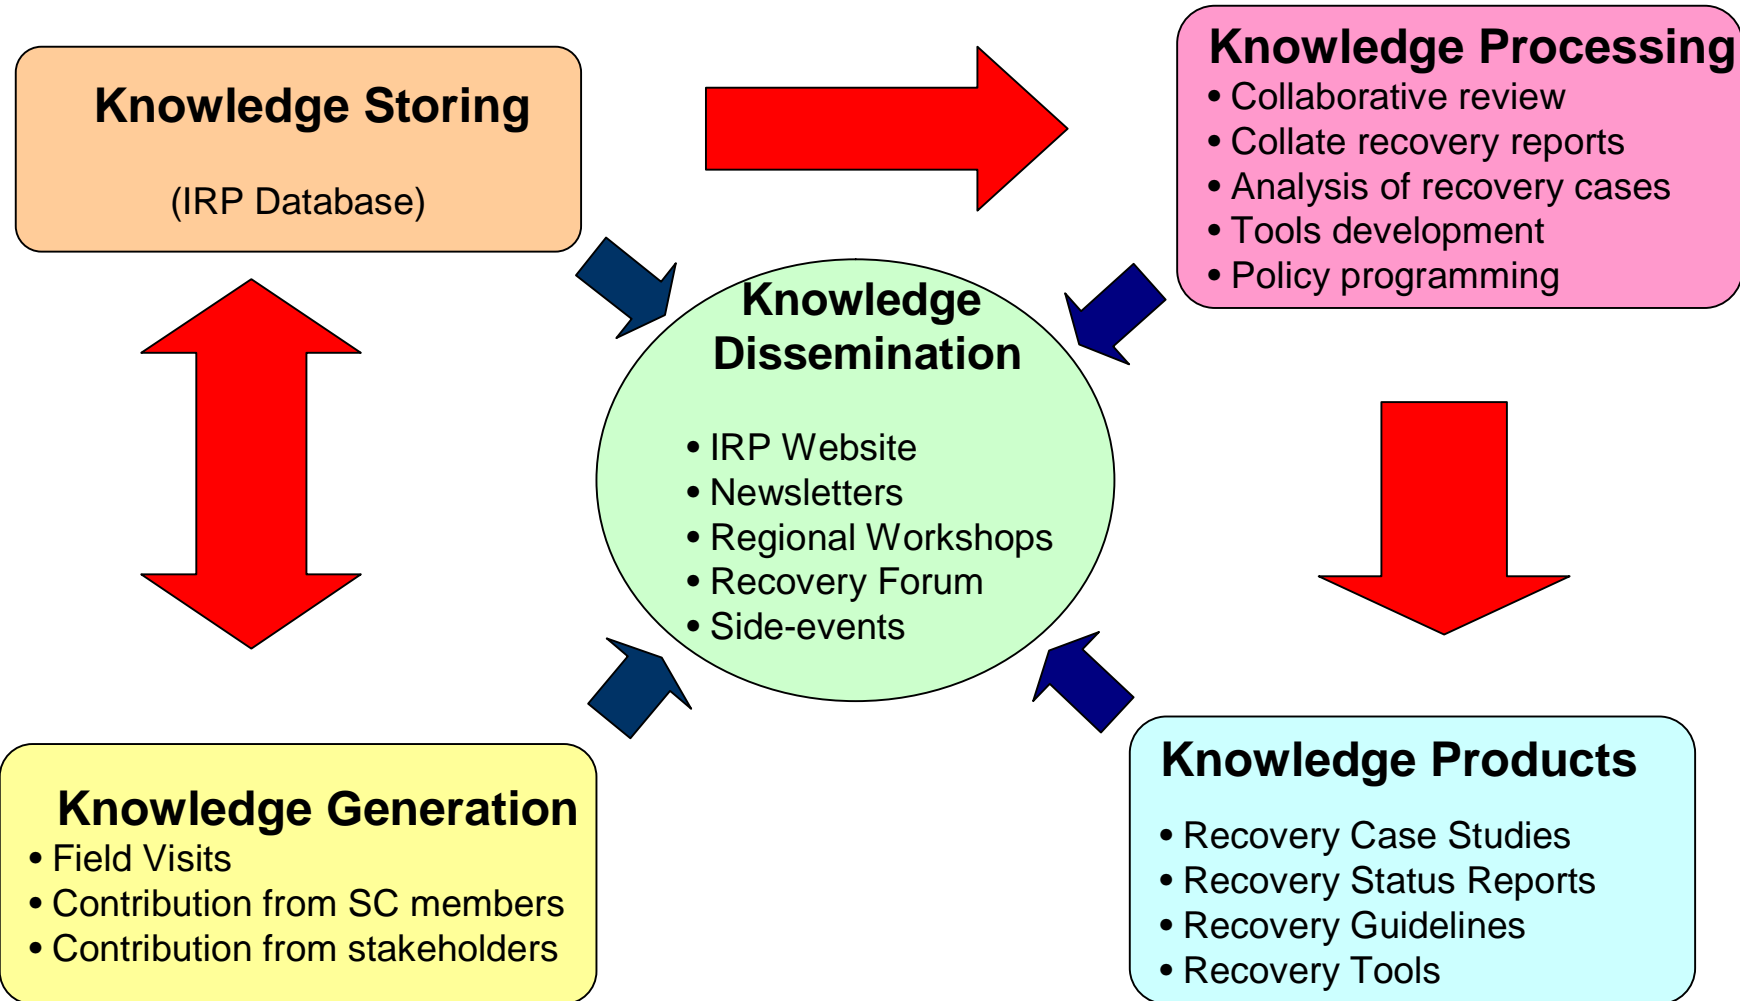 Knowledge Storing
(IRP Database)
Knowledge Processing
• Collaborative review
• Collate recovery reports
• Analysis of recovery cases
• Tools development
• Policy programming
Knowledge
Dissemination
• IRP Website
• Newsletters
• Regional Workshops
• Recovery Forum
• Side-events
Knowledge Generation
• Field Visits
• Contribution from SC members
• Contribution from stakeholders
Knowledge Products
• Recovery Case Studies
• Recovery Status Reports
• Recovery Guidelines
• Recovery Tools